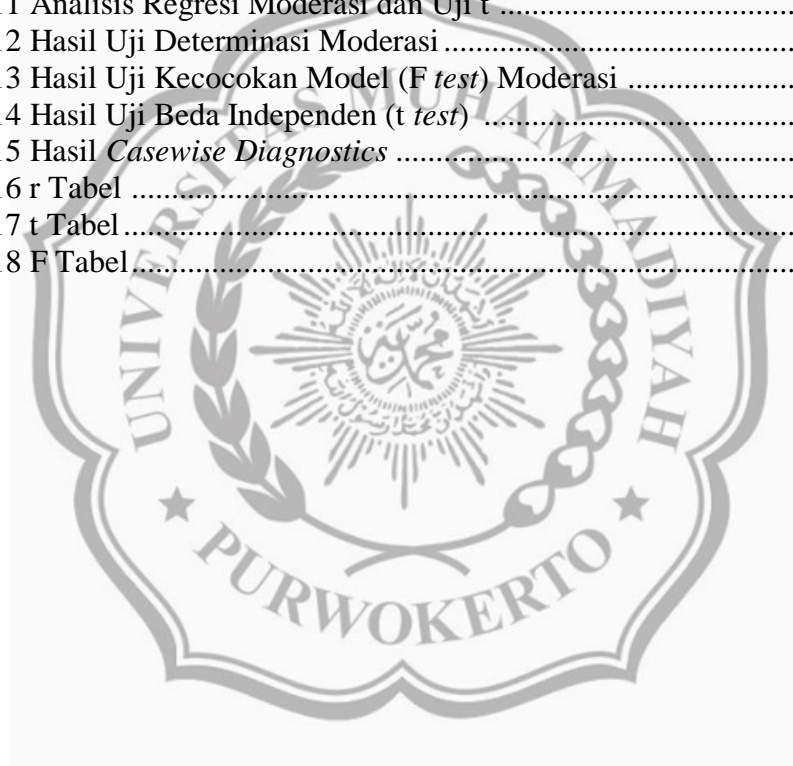 1 Analisis Regresi Moderasi dan Uji t ......................................
2 Hasil Uji Determinasi Moderasi ...........................................
3 Hasil Uji Kecocokan Model (F test) Moderasi ....................
4 Hasil Uji Beda Independen (t test) ......................................
5 Hasil Casewise Diagnostics .................................................
6 r Tabel .................................................................................
7 t Tabel ..................................................................................
8 F Tabel .................................................................................
UNIVERSITAS MUHAMMADIYAH
PURWOKERTO